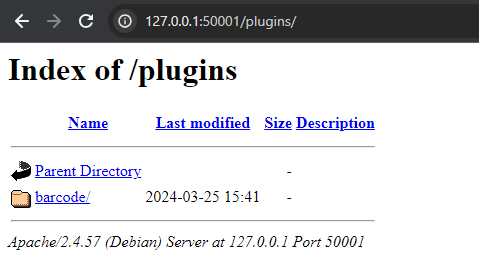 127.0.0.1:50001/plugins/
Index of /plugins
Name Last modified Size Description
Parent Directory -
barcode/ 2024-03-25 15:41 -
Apache/2.4.57 (Debian) Server at 127.0.0.1 Port 50001